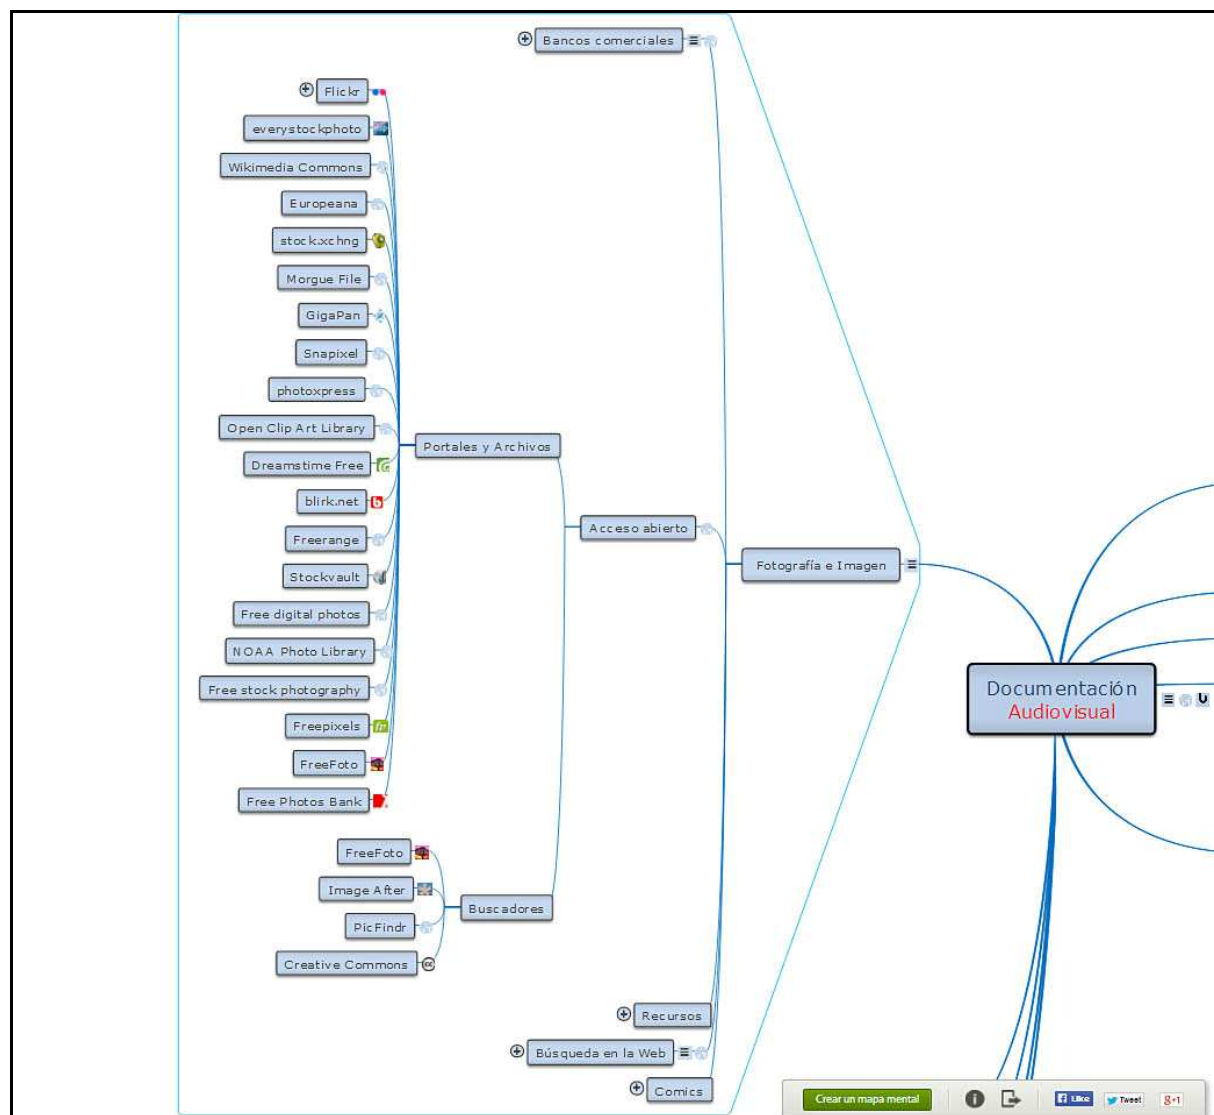 Bancos comerciales
Flickr
everystockphoto
Wikimedia Commons
Europeana
stock.xchng
Morgue File
GigaPan
Snapixel
photoxpress
Open Clip Art Library
Portales y Archivos
Dreamstime Free
blirk.net
Freerange
Acceso abierto
Stockvault
Fotografía e Imagen
Free digital photos
NOAA Photo Library
Free stock photography
Freepixels
FreeFoto
Free Photos Bank
Documentación
Audiovisual
FreeFoto
Image After
PicFindr
Creative Commons
Buscadores
Recursos
Búsqueda en la Web
Comics
Crear un mapa mental
Like
Tweet
g+1